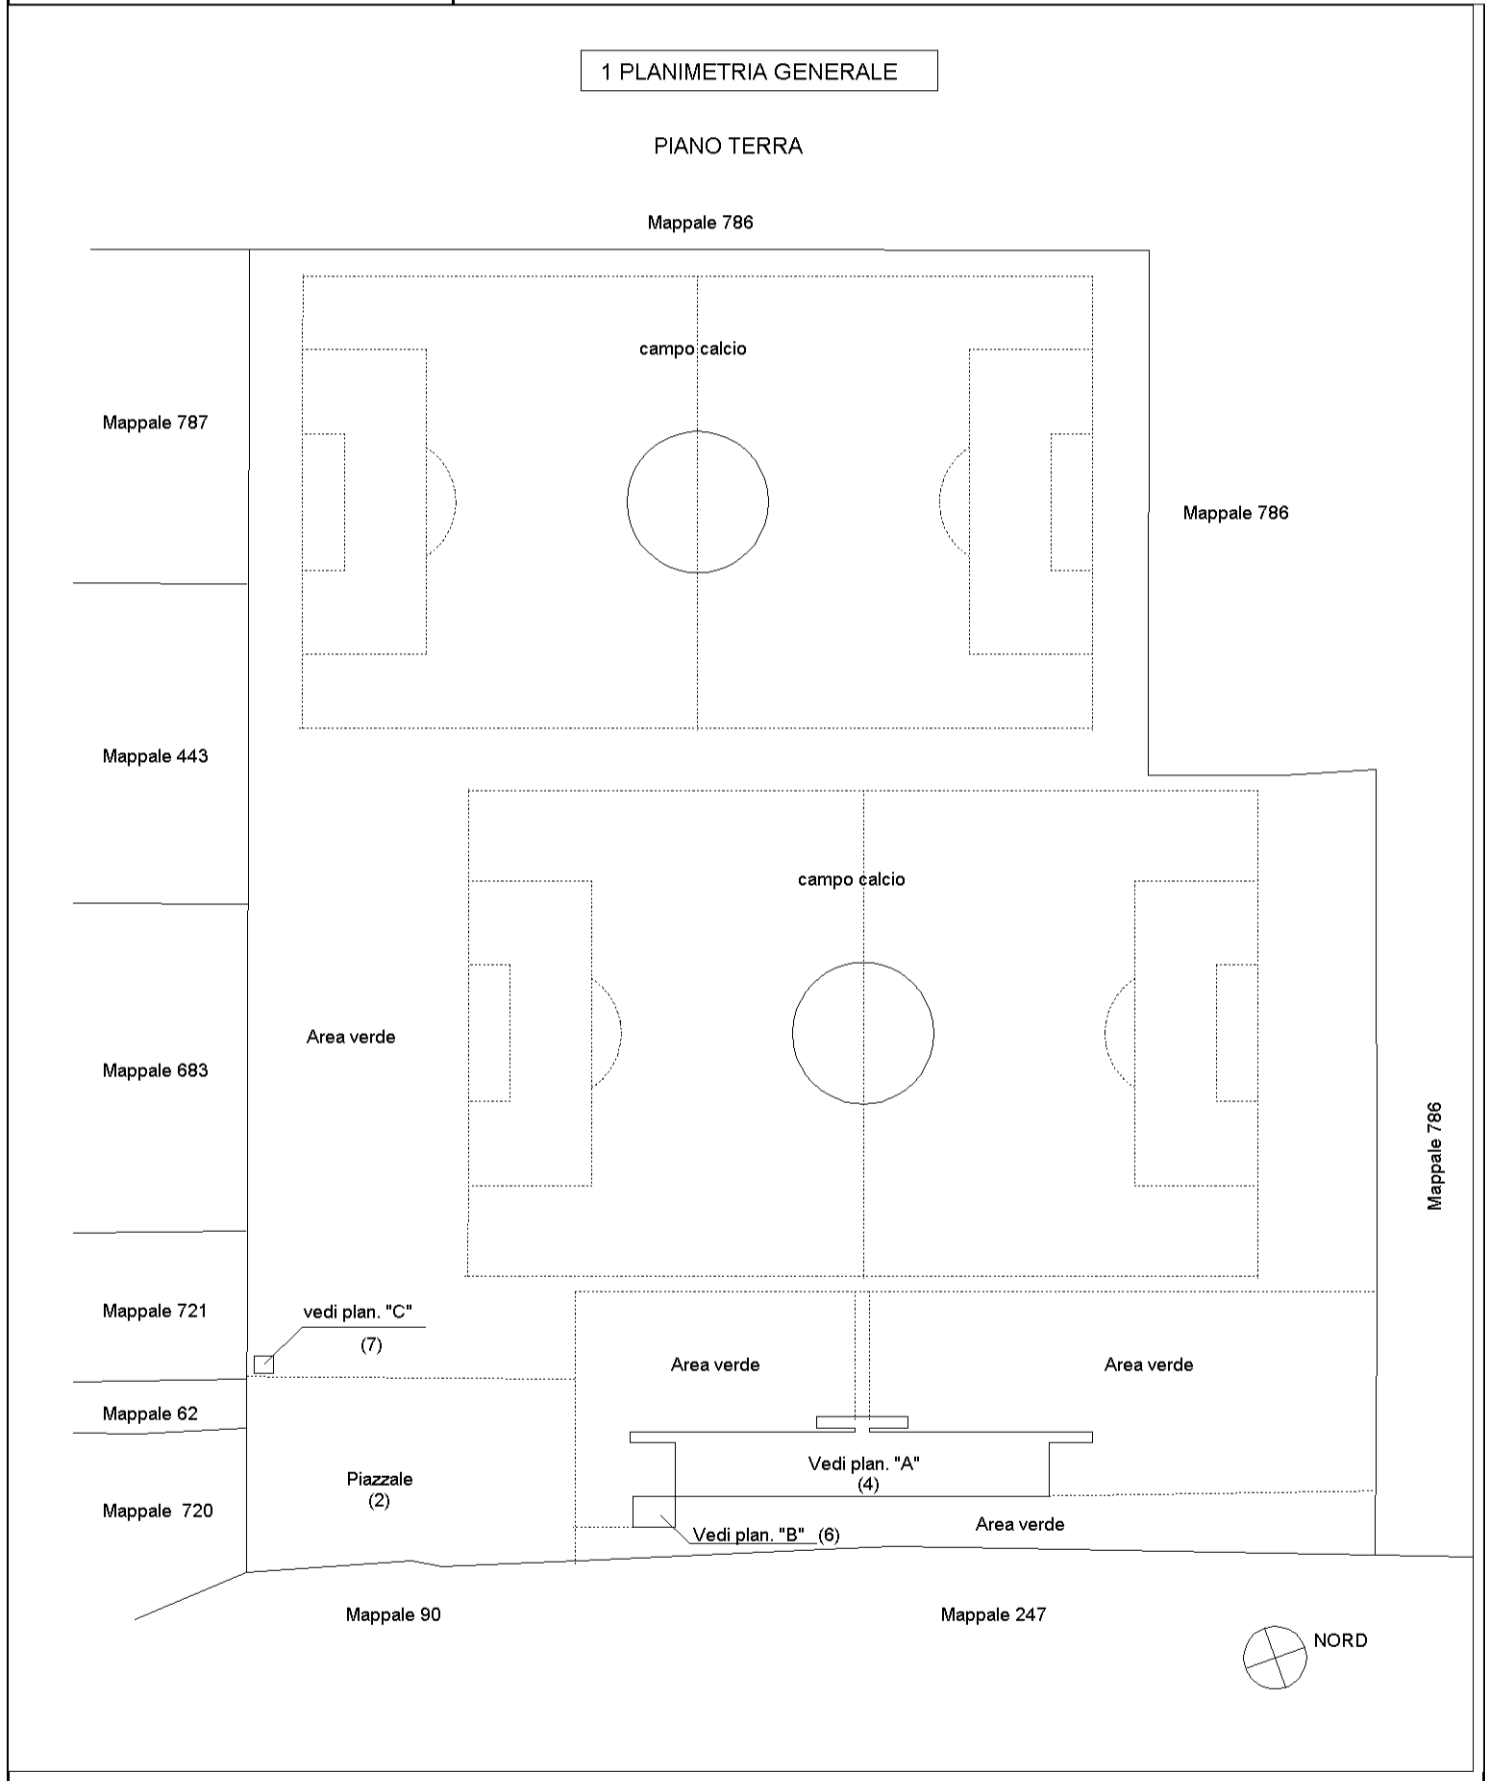 1 PLANIMETRIA GENERALE
PIANO TERRA
Mappale 786
campo calcio
Mappale 787
Mappale 786
Mappale 443
campo calcio
Area verde
Mappale 683
Mappale 786
Mappale 721
vedi plan. "C"
(7)
Area verde
Area verde
Mappale 62
Vedi plan. "A"
(4)
Piazzale
(2)
Mappale  720
Area verde
Vedi plan. "B"  (6)
Mappale 90
Mappale 247
NORD